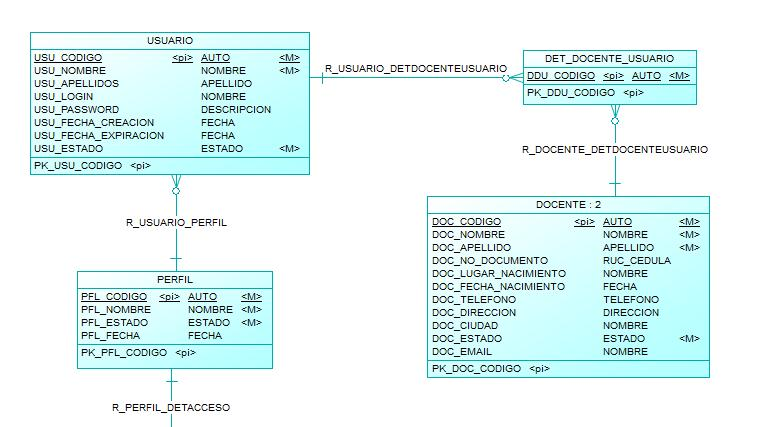 USUARIO
USU_CODIGO <pi> AUTO <M>
USU_NOMBRE NOMBRE <M>
USU_APELLIDOS APELLIDO
USU_LOGIN NOMBRE
USU_PASSWORD DESCRIPCION
USU_FECHA_CREACION FECHA
USU_FECHA_EXPIRACION FECHA
USU_ESTADO ESTADO <M>
PK_USU_CODIGO <pi>
R_USUARIO_DETDOCENTEUSUARIO
DET_DOCENTE_USUARIO
DDU_CODIGO <pi> AUTO <M>
PK_DDU_CODIGO <pi>
R_DOCENTE_DETDOCENTEUSUARIO
R_USUARIO_PERFIL
DOCENTE : 2
DOC_CODIGO <pi> AUTO <M>
DOC_NOMBRE NOMBRE <M>
DOC_APELLIDO APELLIDO <M>
DOC_NO_DOCUMENTO RUC_CEDULA
DOC_LUGAR_NACIMIENTO NOMBRE
DOC_FECHA_NACIMIENTO FECHA
DOC_TELEFONO TELEFONO
DOC_DIRECCION DIRECCION
DOC_CIUDAD NOMBRE
DOC_ESTADO ESTADO <M>
DOC_EMAIL NOMBRE
PK_DOC_CODIGO <pi>
PERFIL
PFL_CODIGO <pi> AUTO <M>
PFL_NOMBRE NOMBRE <M>
PFL_ESTADO ESTADO <M>
PFL_FECHA FECHA
PK_PFL_CODIGO <pi>
R_PERFIL_DETACCESO